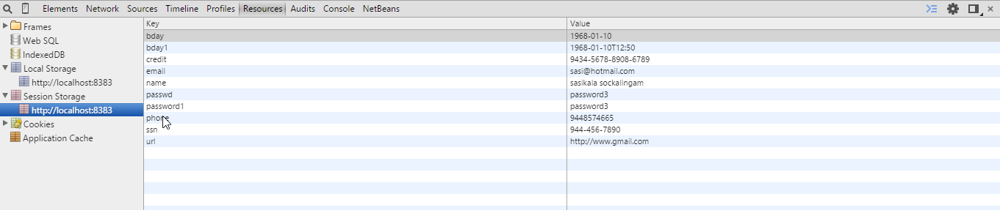 Elements Network Sources Timeline Profiles Resources Audits Console NetBeans
Frames
Web SQL
IndexedDB
Local Storage
http://localhost:8383
Session Storage
http://localhost:8383
Cookies
Application Cache
Key Value
bday 1968-01-10
bday1 1968-01-10T12:50
credit 9434-5678-8908-6789
email sasi@hotmail.com
name sasikala sockalingam
passwd password3
password1 password3
phone 9448574665
ssn 944-456-7890
url http://www.gmail.com